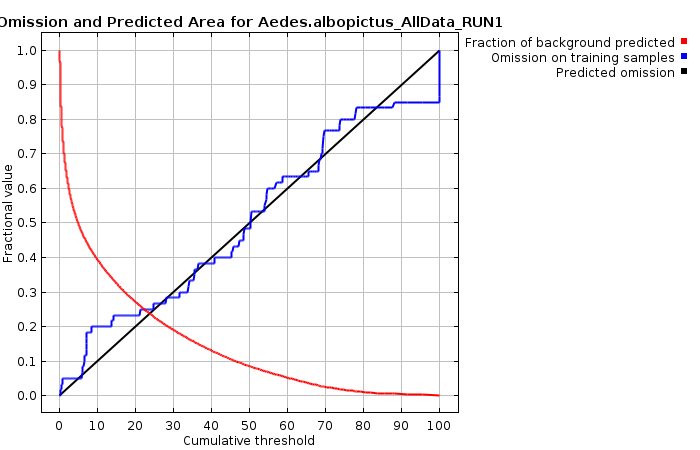 Omission and Predicted Area for Aedes.albopictus_AllData_RUN1
Fraction of background predicted
Omission on training samples
Predicted omission
Fractional value
1.0
0.9
0.8
0.7
0.6
0.5
0.4
0.3
0.2
0.1
0.0
0 10 20 30 40 50 60 70 80 90 100
Cumulative threshold